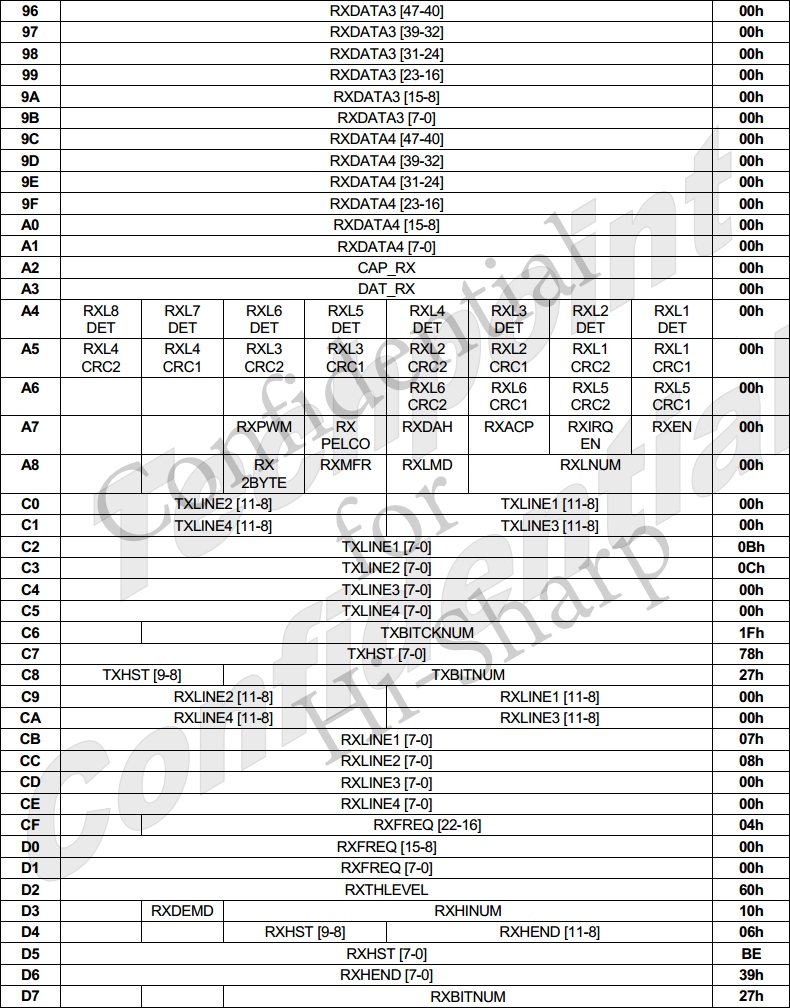 96 RXDATA3 [47-40] 00h
97 RXDATA3 [39-32] 00h
98 RXDATA3 [31-24] 00h
99 RXDATA3 [23-16] 00h
9A RXDATA3 [15-8] 00h
9B RXDATA3 [7-0] 00h
9C RXDATA4 [47-40] 00h
9D RXDATA4 [39-32] 00h
9E RXDATA4 [31-24] 00h
9F RXDATA4 [23-16] 00h
A0 RXDATA4 [15-8] 00h
A1 RXDATA4 [7-0] 00h
A2 CAP_RX 00h
A3 DAT_RX 00h
A4 RXL8 RXL7 RXL6 RXL5 RXL4 RXL3 RXL2 RXL1 00h
DET DET DET DET DET DET DET DET
A5 RXL4 RXL4 RXL3 RXL3 RXL2 RXL2 RXL1 RXL1 00h
CRC2 CRC1 CRC2 CRC1 CRC2 CRC1 CRC2 CRC1
A6 RXL6 RXL6 RXL5 RXL5 00h
CRC2 CRC1 CRC2 CRC1
A7 RXPWM RX RXDAH RXACP RXIRQ RXEN 00h
PELCO EN
A8 RX RXMFR RXLMD RXLNUM 00h
2BYTE
C0 TXLINE2 [11-8] TXLINE1 [11-8] 00h
C1 TXLINE4 [11-8] TXLINE3 [11-8] 00h
C2 TXLINE1 [7-0] 0Bh
C3 TXLINE2 [7-0] 0Ch
C4 TXLINE3 [7-0] 00h
C5 TXLINE4 [7-0] 00h
C6 TXBITCKNUM 1Fh
C7 TXHST [7-0] 78h
C8 TXHST [9-8] TXBITNUM 27h
C9 RXLINE2 [11-8] RXLINE1 [11-8] 00h
CA RXLINE4 [11-8] RXLINE3 [11-8] 00h
CB RXLINE1 [7-0] 07h
CC RXLINE2 [7-0] 08h
CD RXLINE3 [7-0] 00h
CE RXLINE4 [7-0] 00h
CF RXFREQ [22-16] 04h
D0 RXFREQ [15-8] 00h
D1 RXFREQ [7-0] 00h
D2 RXTHLEVEL 60h
D3 RXDEMD RXHINUM 10h
D4 RXHST [9-8] RXHEND [11-8] 06h
D5 RXHST [7-0] BE
D6 RXHEND [7-0] 39h
D7 RXBITNUM 27h
Techpoint
Confidential
Confidential
for
Hi-Sharp